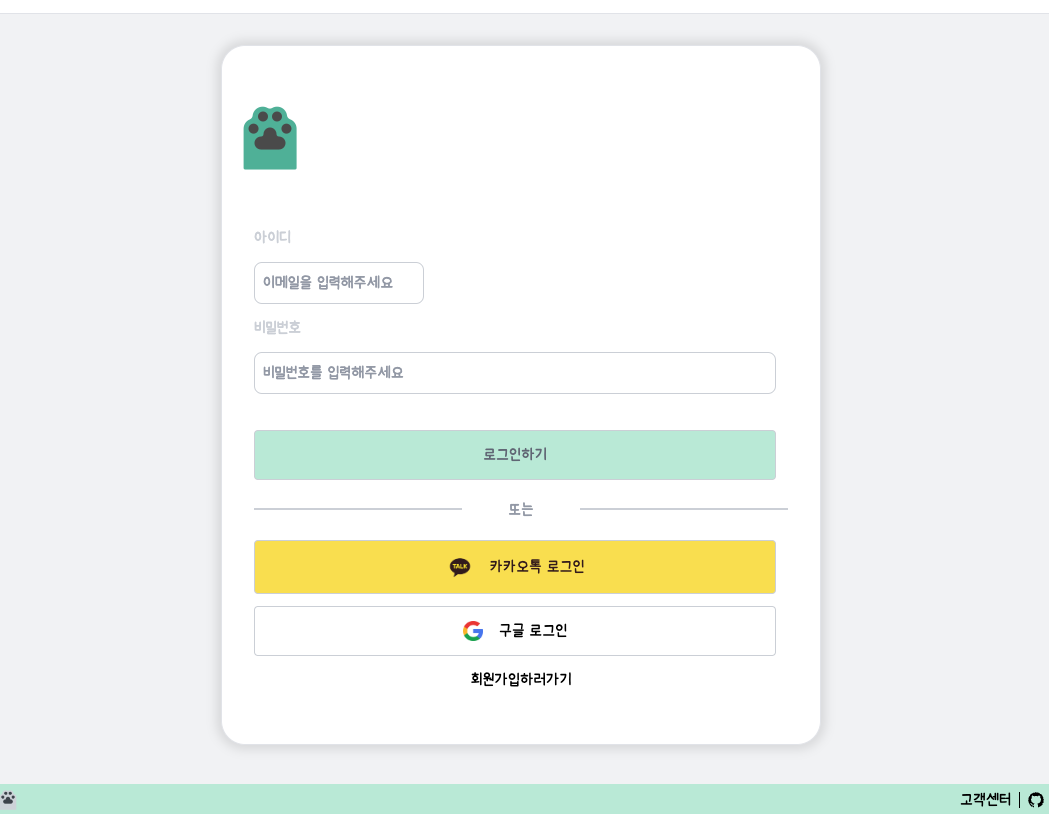 아이디
이메일을 입력해주세요
비밀번호
비밀번호를 입력해주세요
로그인하기
또는
TALK 카카오톡 로그인
구글 로그인
회원가입하러가기
고객센터 |